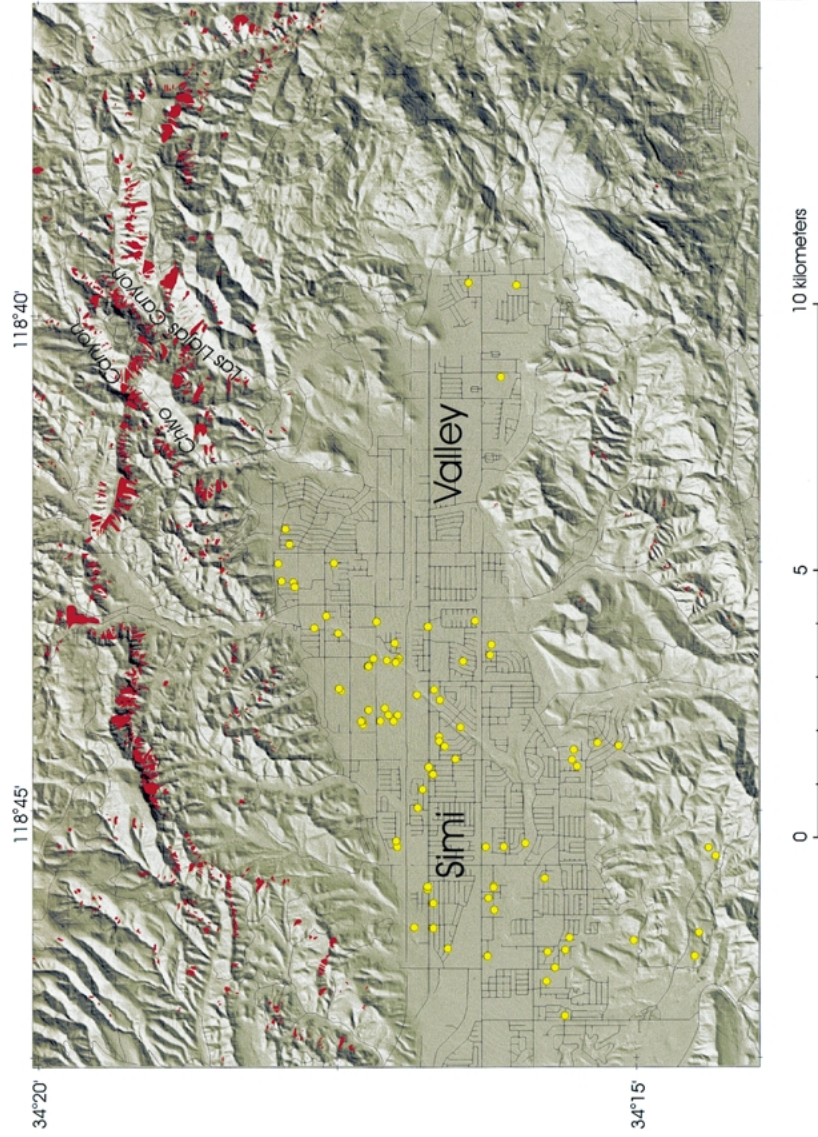 34°20'
118°45'
118°40'
Canyon
Las Llajas Canyon
Chivo
Simi Valley
34°15'
0 5 10 kilometers